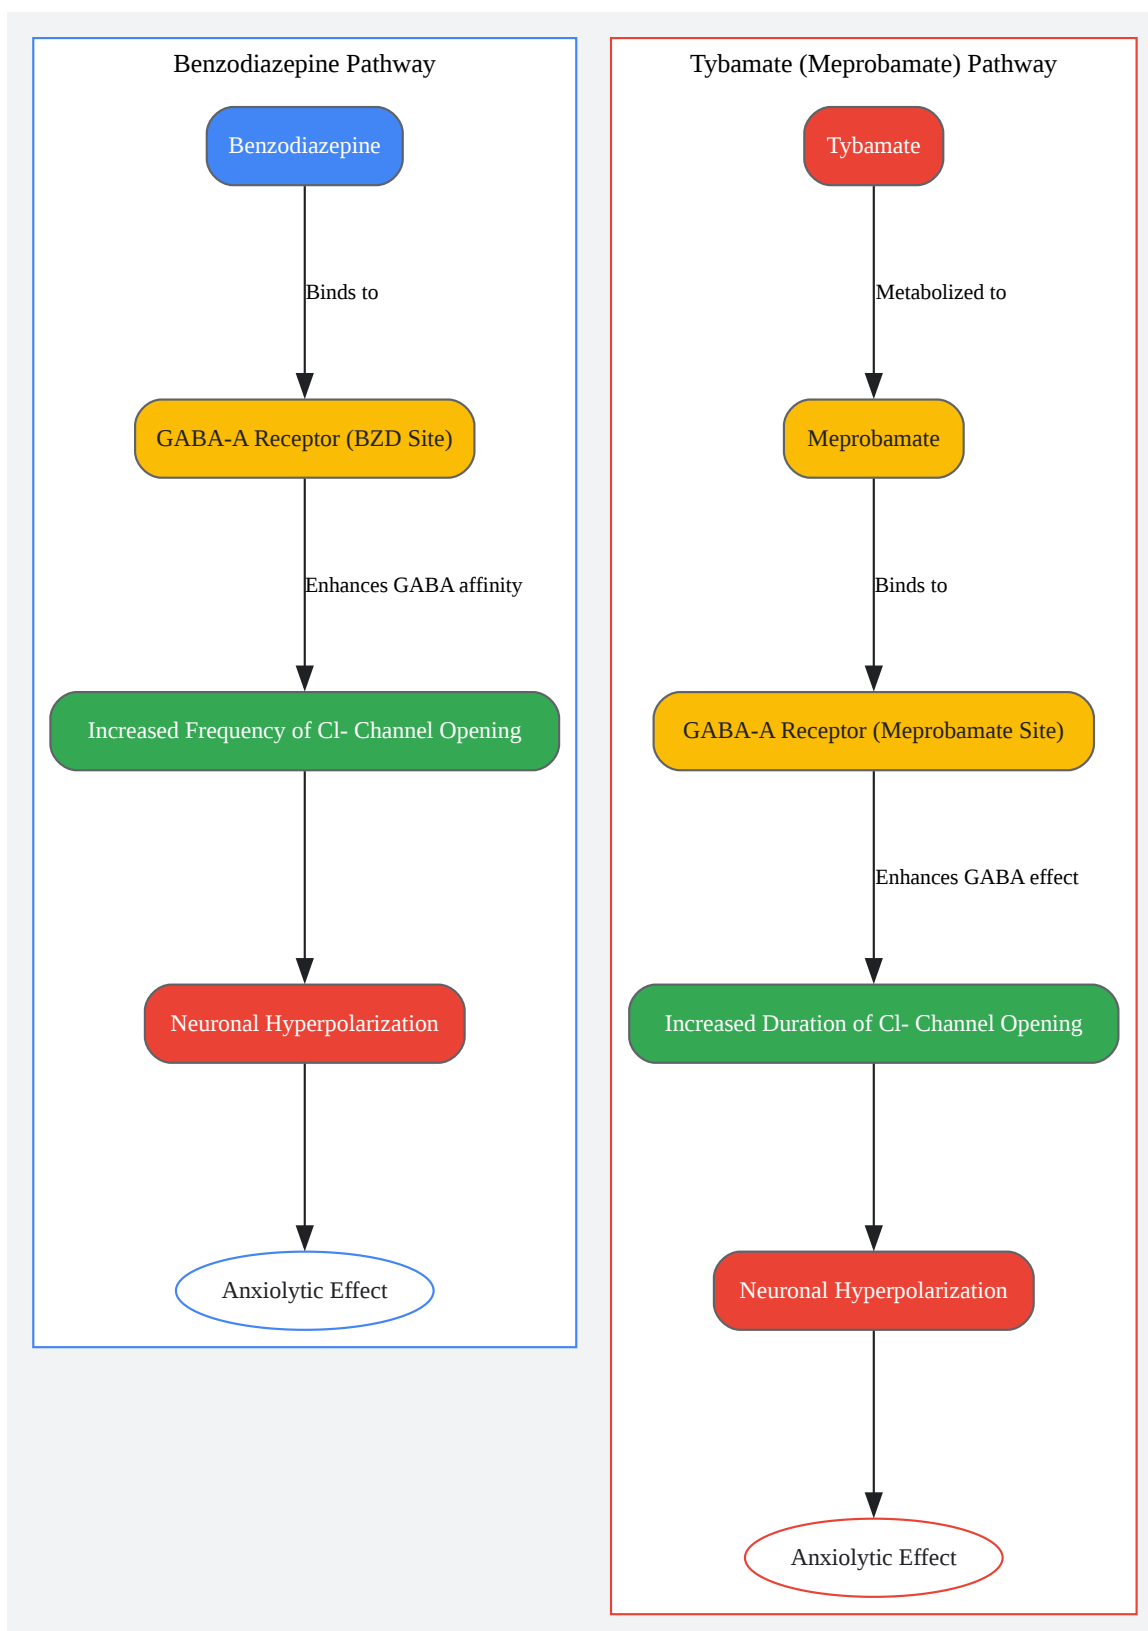 Benzodiazepine Pathway
Benzodiazepine
Binds to
GABA-A Receptor (BZD Site)
Enhances GABA affinity
Increased Frequency of Cl- Channel Opening
Neuronal Hyperpolarization
Anxiolytic Effect
Tybamate (Meprobamate) Pathway
Tybamate
Metabolized to
Meprobamate
Binds to
GABA-A Receptor (Meprobamate Site)
Enhances GABA effect
Increased Duration of Cl- Channel Opening
Neuronal Hyperpolarization
Anxiolytic Effect